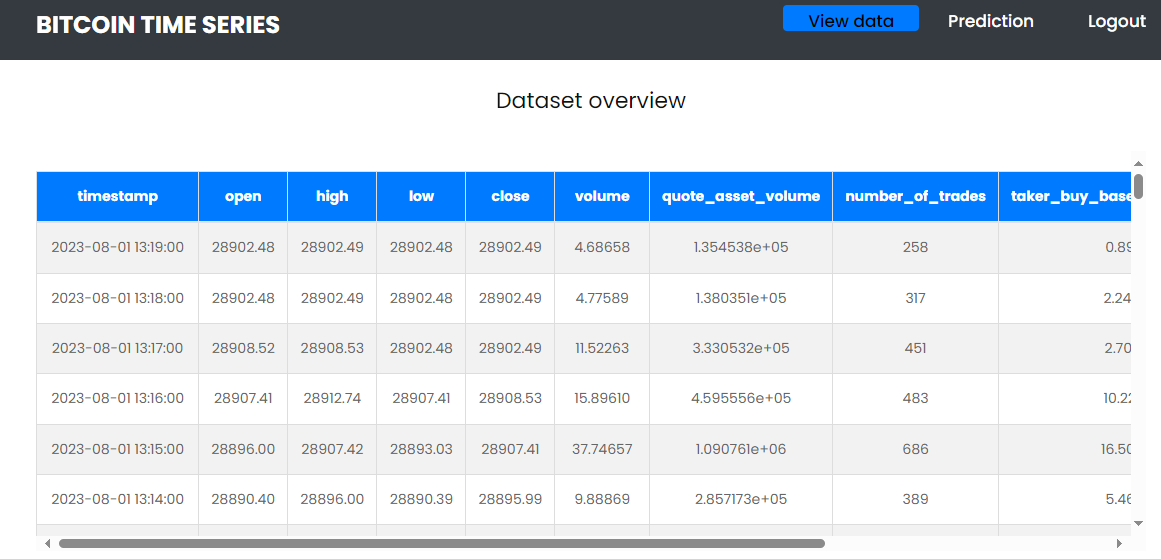 BITCOIN TIME SERIES View data Prediction Logout
Dataset overview
timestamp open high low close volume quote_asset_volume number_of_trades taker_buy_base
2023-08-01 13:19:00 28902.48 28902.49 28902.48 28902.49 4.68658 1.354538e+05 258 0.89
2023-08-01 13:18:00 28902.48 28902.49 28902.48 28902.49 4.77589 1.380351e+05 317 2.24
2023-08-01 13:17:00 28908.52 28908.53 28902.48 28902.49 11.52263 3.330532e+05 451 2.70
2023-08-01 13:16:00 28907.41 28912.74 28907.41 28908.53 15.89610 4.595556e+05 483 10.22
2023-08-01 13:15:00 28896.00 28907.42 28893.03 28907.41 37.74657 1.090761e+06 686 16.50
2023-08-01 13:14:00 28890.40 28896.00 28890.39 28895.99 9.88869 2.857173e+05 389 5.46